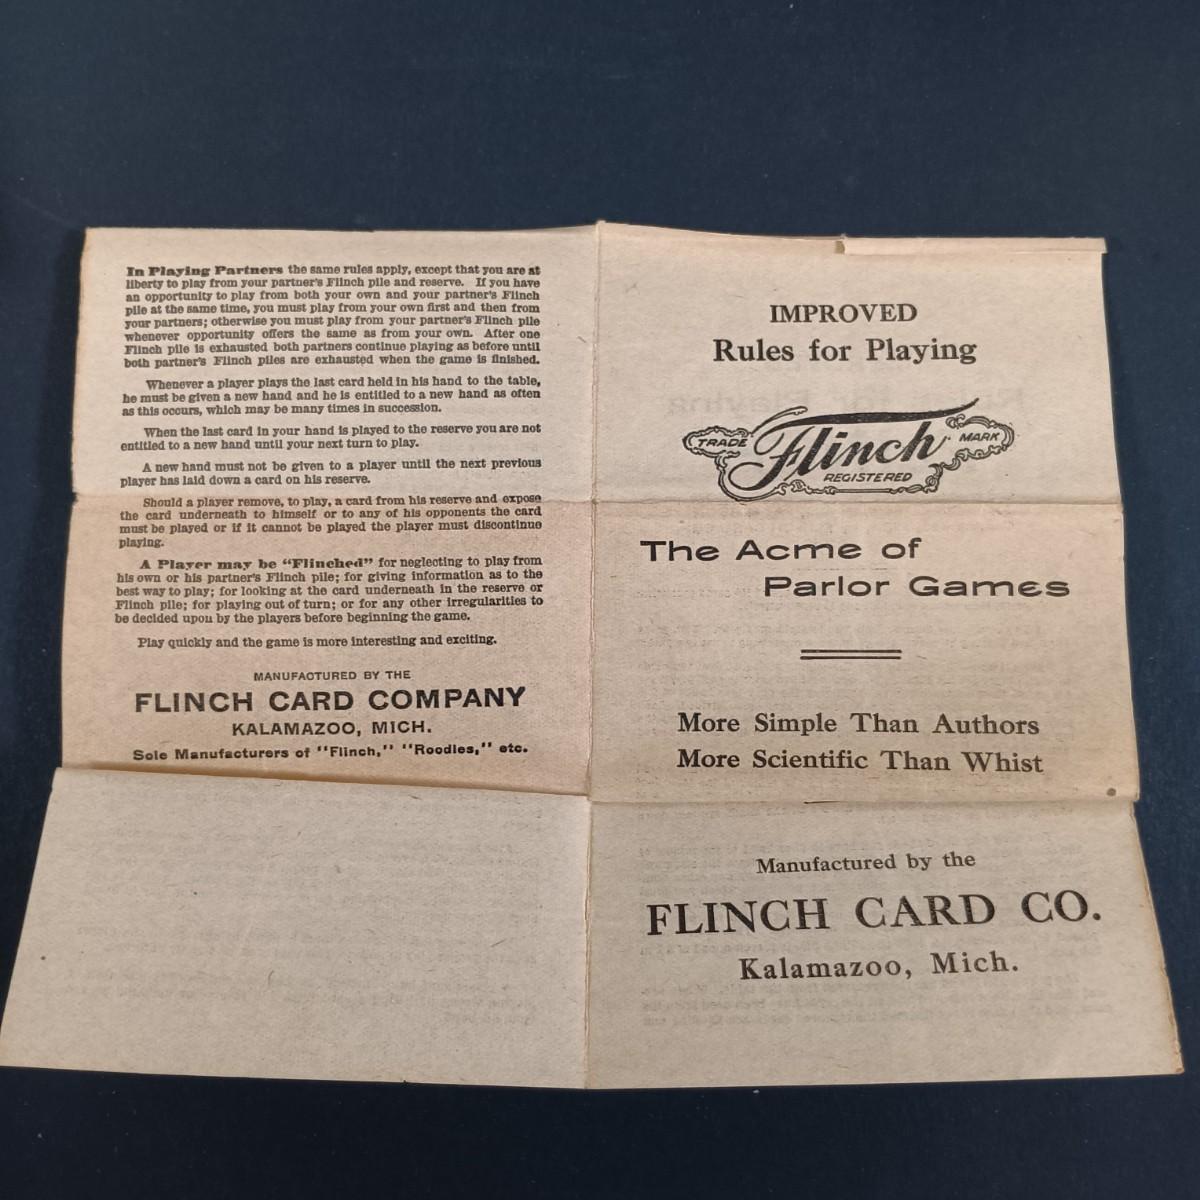 In Playing Partners the same rules apply, except that you are at
liberty to play from your partner's Flinch pile and reserve. If you have
an opportunity to play from both your own and your partner's Flinch
pile at the same time, you must play from your own first and then from
your partners; otherwise you must play from your partner's Flinch pile
whenever opportunity offers the same as from your own. After one
Flinch pile is exhausted both partners continue playing as before until
both partner's Flinch piles are exhausted when the game is finished.
Whenever a player plays the last card held in his hand to the table,
he must be given a new hand and he is entitled to a new hand as often
as this occurs, which may be many times in succession.
When the last card in your hand is played to the reserve you are not
entitled to a new hand until your next turn to play.
A new hand must not be given to a player until the next previous
player has laid down a card on his reserve.
Should a player remove, to play, a card from his reserve and expose
the card underneath to himself or to any of his opponents the card
must be played or if it cannot be played the player must discontinue
playing.
A Player may be "Flinched" for neglecting to play from
his own or his partner's Flinch pile; for giving information as to the
best way to play; for looking at the card underneath in the reserve or
Flinch pile; for playing out of turn; or for any other irregularities to
be decided upon by the players before beginning the game.
Play quickly and the game is more interesting and exciting.
MANUFACTURED BY THE
FLINCH CARD COMPANY
KALAMAZOO, MICH.
Sole Manufacturers of "Flinch," "Roodles," etc.
IMPROVED
Rules for Playing
TRADE Flinch MARK
REGISTERED
The Acme of
Parlor Games
More Simple Than Authors
More Scientific Than Whist
Manufactured by the
FLINCH CARD CO.
Kalamazoo, Mich.